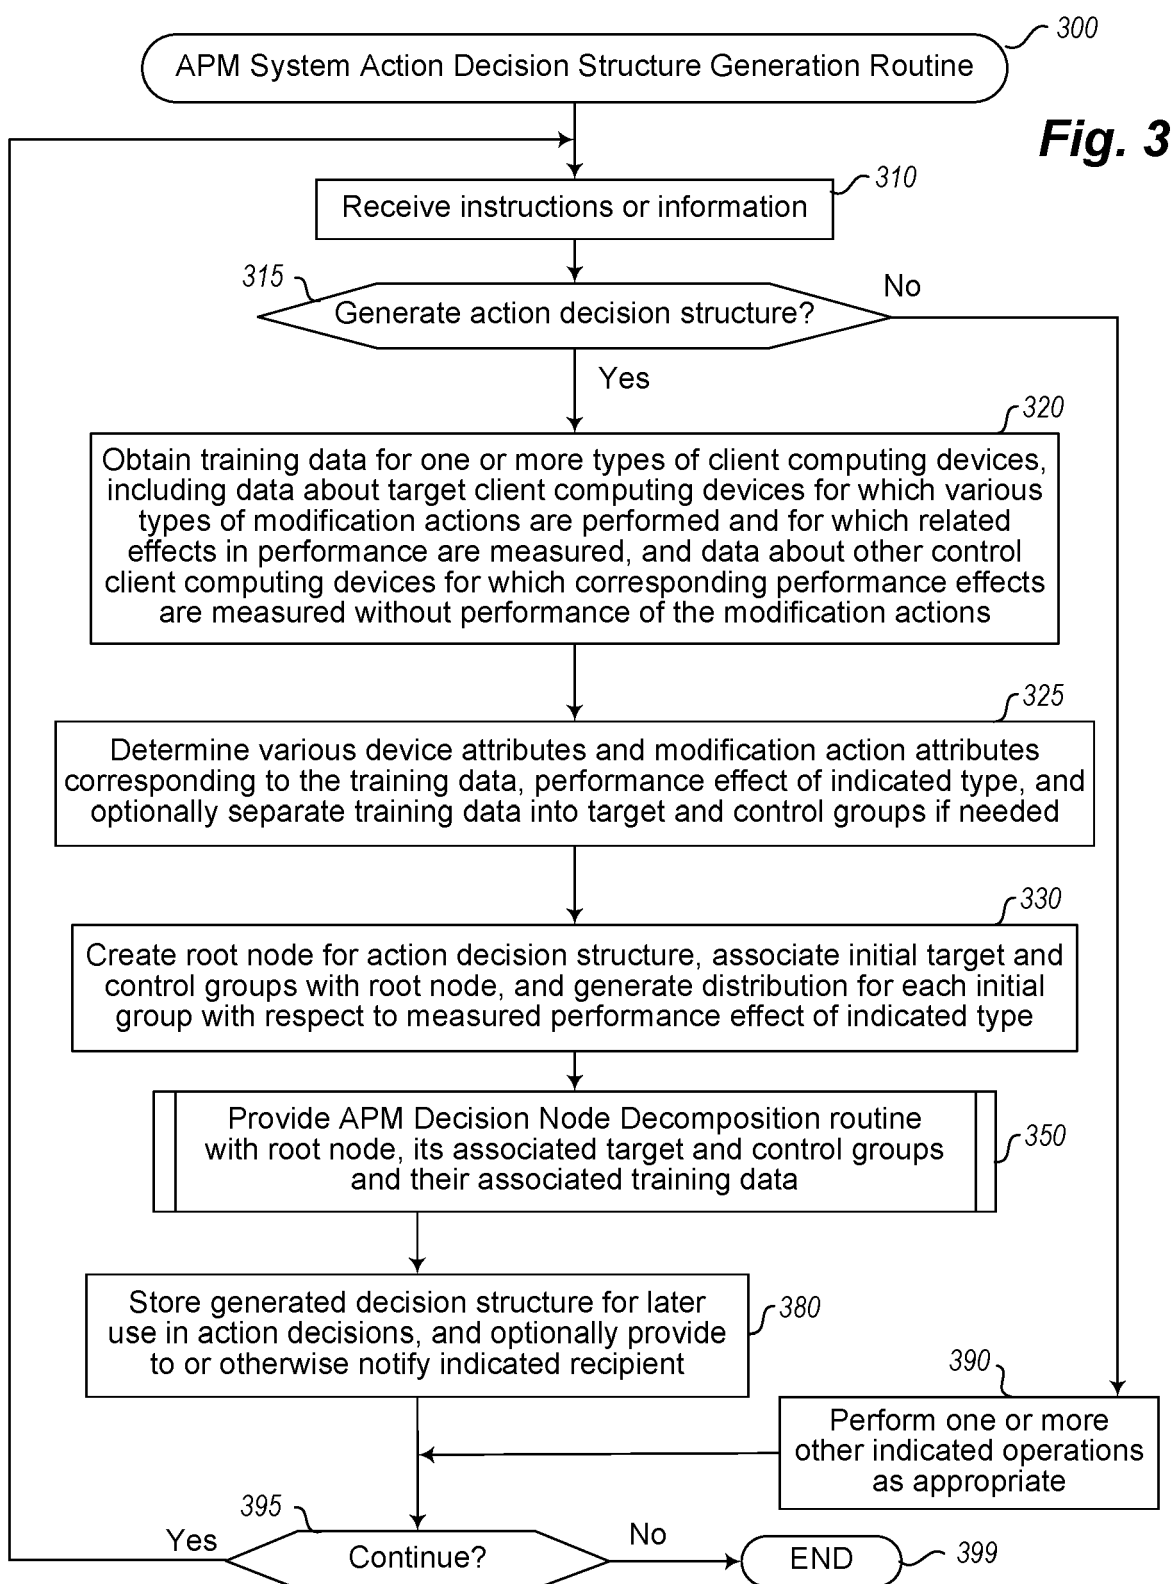 300
APM System Action Decision Structure Generation Routine
Fig. 3
310
Receive instructions or information
315
Generate action decision structure?
No
Yes
320
Obtain training data for one or more types of client computing devices,
including data about target client computing devices for which various
types of modification actions are performed and for which related
effects in performance are measured, and data about other control
client computing devices for which corresponding performance effects
are measured without performance of the modification actions
325
Determine various device attributes and modification action attributes
corresponding to the training data, performance effect of indicated type, and
optionally separate training data into target and control groups if needed
330
Create root node for action decision structure, associate initial target and
control groups with root node, and generate distribution for each initial
group with respect to measured performance effect of indicated type
Provide APM Decision Node Decomposition routine
with root node, its associated target and control groups
and their associated training data
350
Store generated decision structure for later
use in action decisions, and optionally provide
to or otherwise notify indicated recipient
380
390
Perform one or more
other indicated operations
as appropriate
395
Yes
Continue?
No
END
399